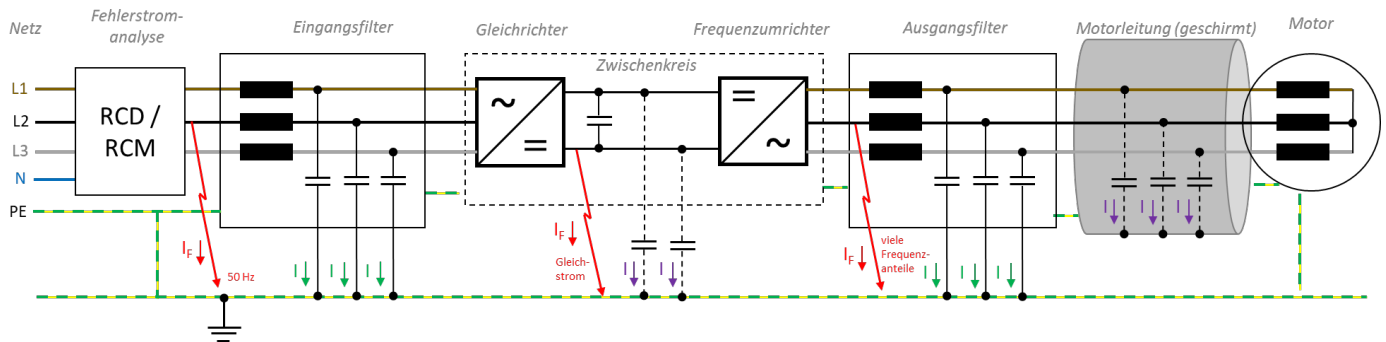 Netz
Fehlerstrom-
analyse
Eingangsfilter
Gleichrichter
Frequenzumrichter
Ausgangsfilter
Motorleitung (geschirmt)
Motor
Zwischenkreis
L1
L2
L3
N
PE
RCD /
RCM
~
=
=
~
IF
50 Hz
I
I
I
IF
Gleich-
strom
I
I
IF
viele
Frequenz-
anteile
I
I
I
I
I
I